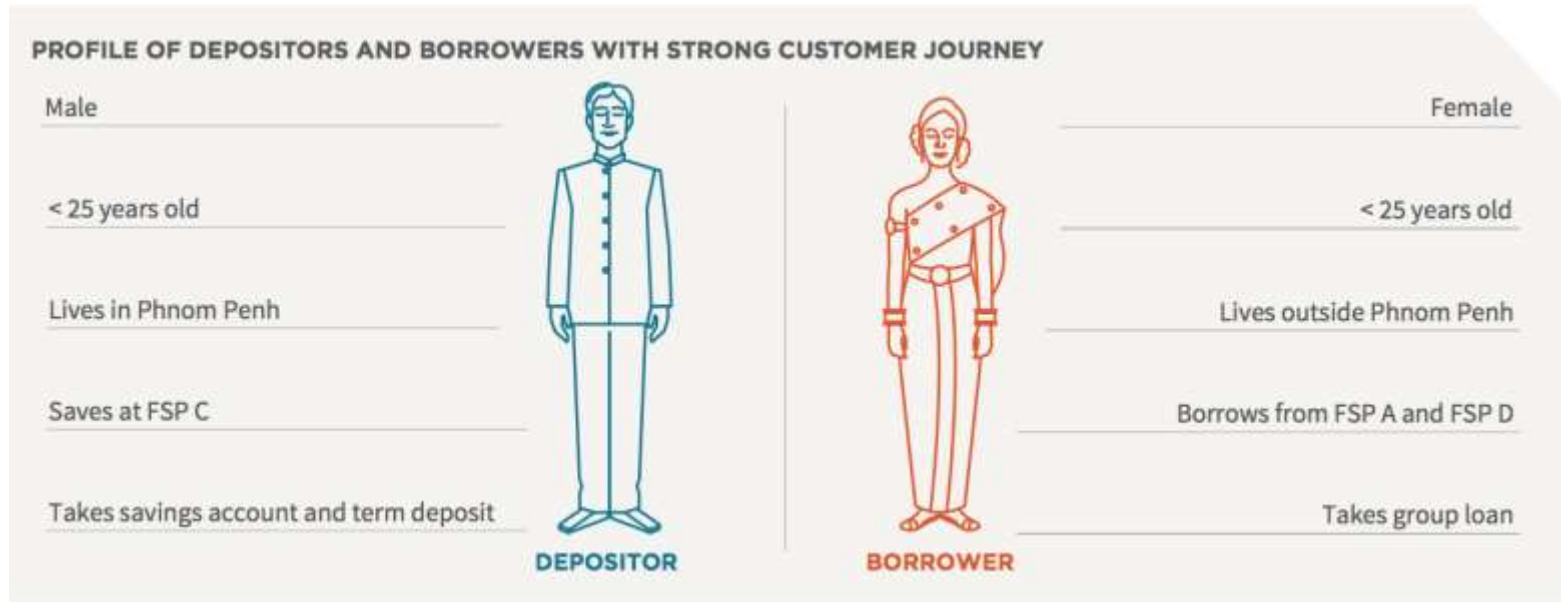 PROFILE OF DEPOSITORS AND BORROWERS WITH STRONG CUSTOMER JOURNEY
Male
< 25 years old
Lives in Phnom Penh
Saves at FSP C
Takes savings account and term deposit
DEPOSITOR
Female
< 25 years old
Lives outside Phnom Penh
Borrows from FSP A and FSP D
Takes group loan
BORROWER